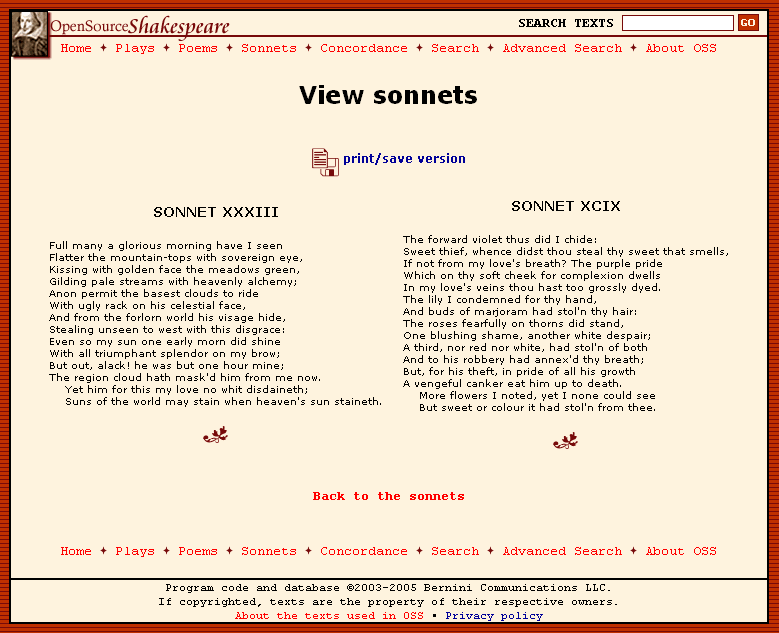 OpenSourceShakespeare
SEARCH TEXTS
GO
Home ✦ Plays ✦ Poems ✦ Sonnets ✦ Concordance ✦ Search ✦ Advanced Search ✦ About OSS
View sonnets
print/save version
SONNET XXXIII
Full many a glorious morning have I seen
Flatter the mountain-tops with sovereign eye,
Kissing with golden face the meadows green,
Gilding pale streams with heavenly alchemy;
Anon permit the basest clouds to ride
With ugly rack on his celestial face,
And from the forlorn world his visage hide,
Stealing unseen to west with this disgrace:
Even so my sun one early morn did shine
With all triumphant splendor on my brow;
But out, alack! he was but one hour mine;
The region cloud hath mask'd him from me now.
Yet him for this my love no whit disdaineth;
Suns of the world may stain when heaven's sun staineth.
SONNET XCIX
The forward violet thus did I chide:
Sweet thief, whence didst thou steal thy sweet that smells,
If not from my love's breath? The purple pride
Which on thy soft cheek for complexion dwells
In my love's veins thou hast too grossly dyed.
The lily I condemned for thy hand,
And buds of marjoram had stol'n thy hair:
The roses fearfully on thorns did stand,
One blushing shame, another white despair;
A third, nor red nor white, had stol'n of both
And to his robbery had annex'd thy breath;
But, for his theft, in pride of all his growth
A vengeful canker eat him up to death.
More flowers I noted, yet I none could see
But sweet or colour it had stol'n from thee.
Back to the sonnets
Home ✦ Plays ✦ Poems ✦ Sonnets ✦ Concordance ✦ Search ✦ Advanced Search ✦ About OSS
Program code and database ©2003-2005 Bernini Communications LLC.
If copyrighted, texts are the property of their respective owners.
About the texts used in OSS • Privacy policy